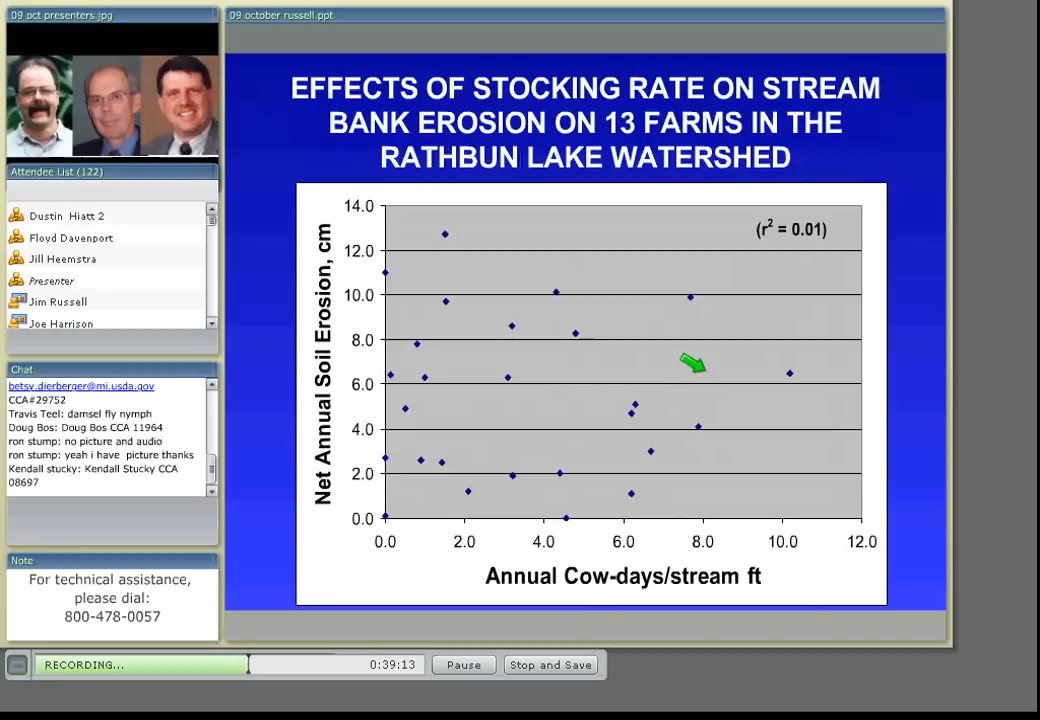 09 oct presenters.jpg
09 october russell.ppt
EFFECTS OF STOCKING RATE ON STREAM
BANK EROSION ON 13 FARMS IN THE
RATHBUN LAKE WATERSHED
Attendee List (122)
Dustin Hiatt 2
Floyd Davenport
Jill Heemstra
Presenter
Jim Russell
Joe Harrison
Chat:
betsy.dierberger@mi.usda.gov
CCA#29752
Travis Teel: damsel fly nymph
Doug Bos: Doug Bos CCA 11964
ron stump: no picture and audio
ron stump: yeah i have picture thanks
Kendall stucky: Kendall Stucky CCA
08697
Note
For technical assistance,
please dial:
800-478-0057
Net Annual Soil Erosion, cm
14.0
12.0
10.0
8.0
6.0
4.0
2.0
0.0
(r² = 0.01)
0.0 2.0 4.0 6.0 8.0 10.0 12.0
Annual Cow-days/stream ft
RECORDING...
0:39:13
Pause
Stop and Save